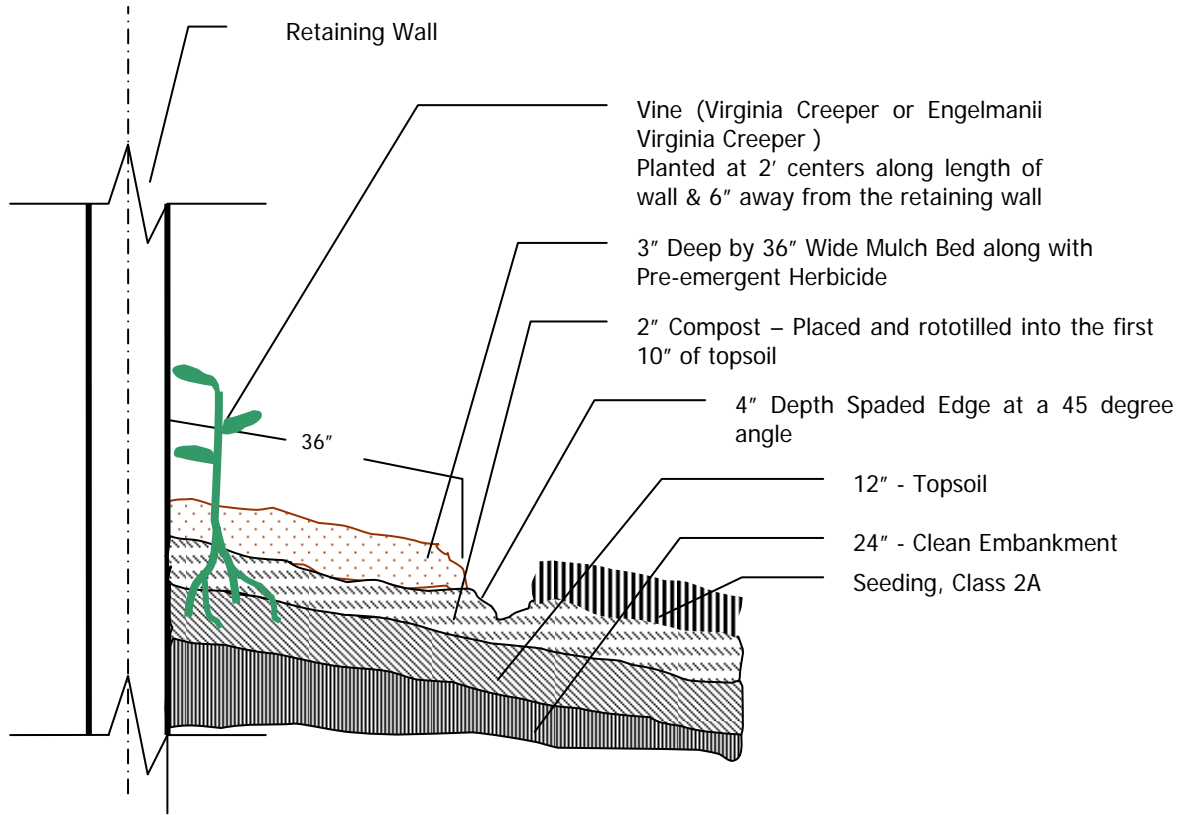 Retaining Wall
Vine (Virginia Creeper or Engelmanii
Virginia Creeper )
Planted at 2′ centers along length of
wall & 6″ away from the retaining wall
3″ Deep by 36″ Wide Mulch Bed along with
Pre-emergent Herbicide
2″ Compost – Placed and rototilled into the first
10″ of topsoil
4″ Depth Spaded Edge at a 45 degree
angle
36″
12″ - Topsoil
24″ - Clean Embankment
Seeding, Class 2A